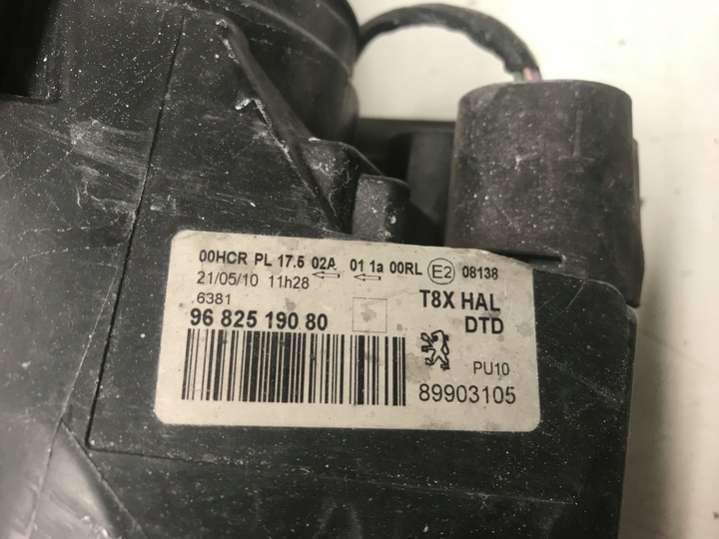 00HCR PL 17.5 02A 01 1a 00RL E2 08138
21/05/10 11h28
6381
T8X HAL
96 825 190 80
DTD
PU10
89903105